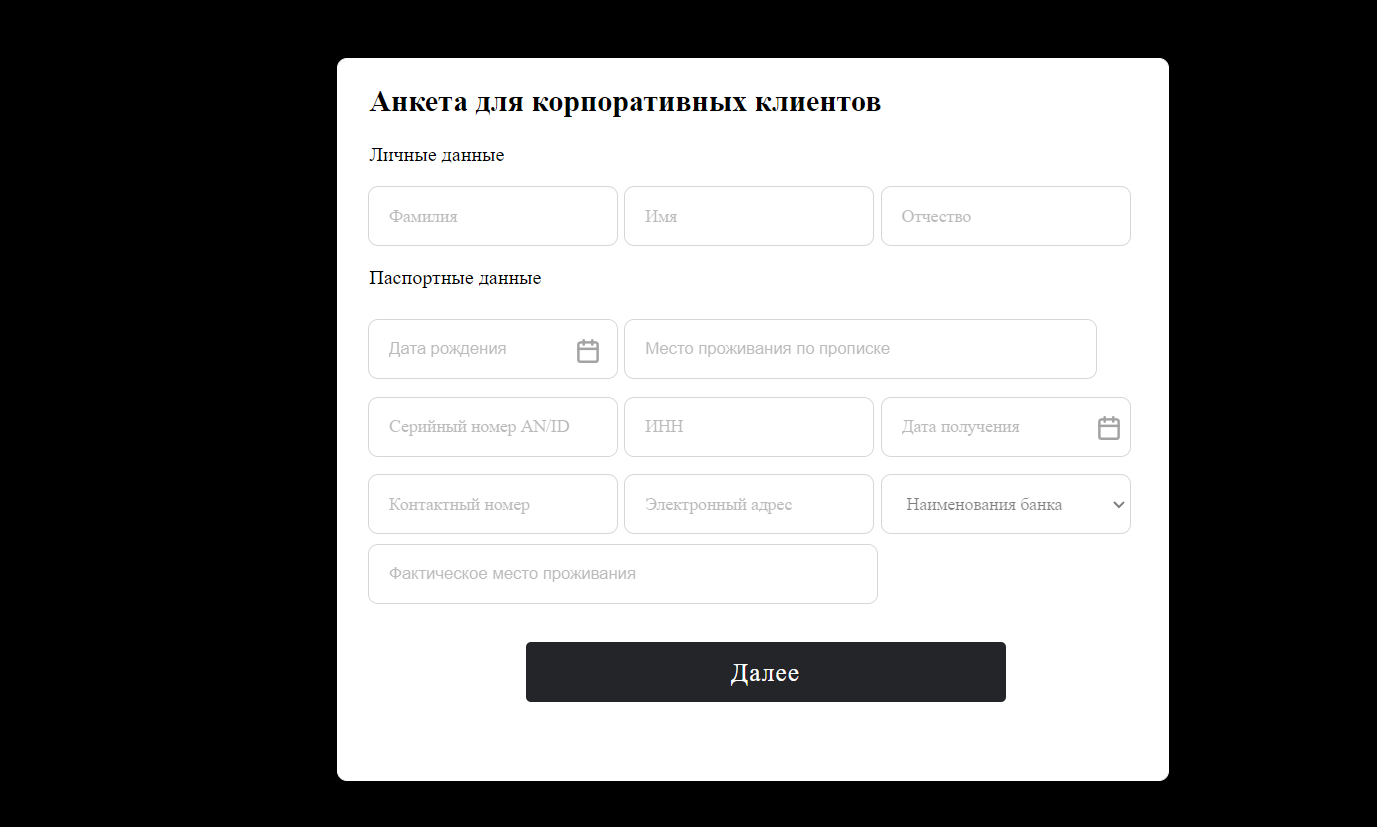 Анкета для корпоративных клиентов
Личные данные
Фамилия Имя Отчество
Паспортные данные
Дата рождения Место проживания по прописке
Серийный номер AN/ID ИНН Дата получения
Контактный номер Электронный адрес Наименования банка
Фактическое место проживания
Далее